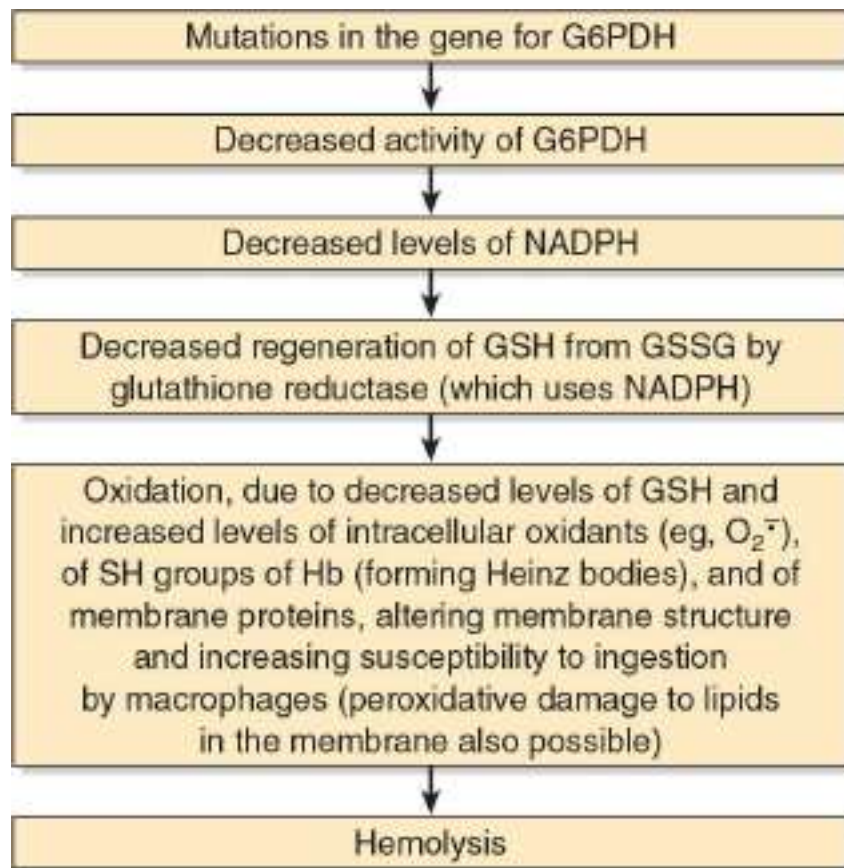 Mutations in the gene for G6PDH
Decreased activity of G6PDH
Decreased levels of NADPH
Decreased regeneration of GSH from GSSG by
glutathione reductase (which uses NADPH)
Oxidation, due to decreased levels of GSH and
increased levels of intracellular oxidants (eg, O₂⁻·),
of SH groups of Hb (forming Heinz bodies), and of
membrane proteins, altering membrane structure
and increasing susceptibility to ingestion
by macrophages (peroxidative damage to lipids
in the membrane also possible)
Hemolysis